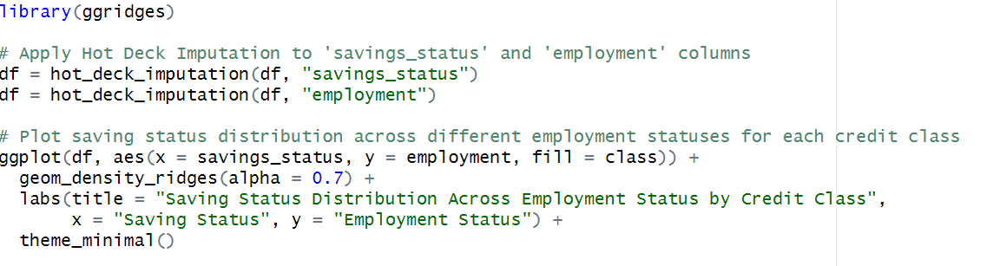 library(ggridges)
# Apply Hot Deck Imputation to 'savings_status' and 'employment' columns
df = hot_deck_imputation(df, "savings_status")
df = hot_deck_imputation(df, "employment")
# Plot saving status distribution across different employment statuses for each credit class
ggplot(df, aes(x = savings_status, y = employment, fill = class)) +
  geom_density_ridges(alpha = 0.7) +
  labs(title = "Saving Status Distribution Across Employment Status by Credit Class",
       x = "Saving Status", y = "Employment Status") +
  theme_minimal()